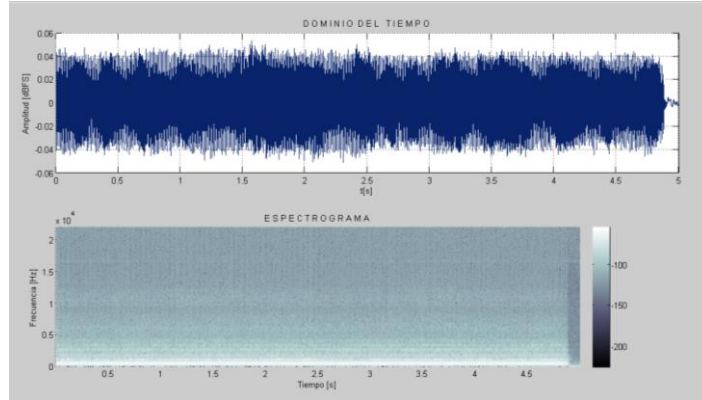 DOMINIO DEL TIEMPO
Amplitud [dBFS]
0.06
0.04
0.02
0
-0.02
-0.04
-0.06
0 0.5 1 1.5 2 2.5 3 3.5 4 4.5 5
t[s]
ESPECTROGRAMA
x 10⁴
Frecuencia [Hz]
2
1.5
1
0.5
0
0.5 1 1.5 2 2.5 3 3.5 4 4.5
Tiempo [s]
-100
-150
-200